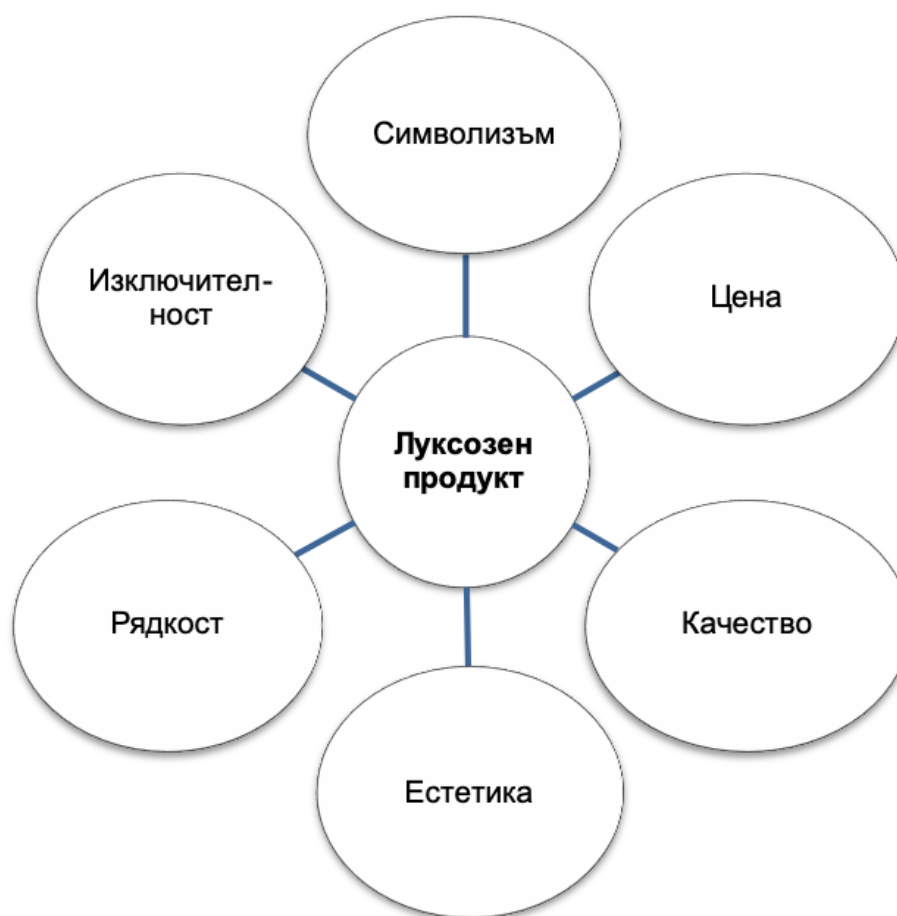 Символизъм
Изключител-
ност
Цена
Луксозен
продукт
Рядкост
Качество
Естетика